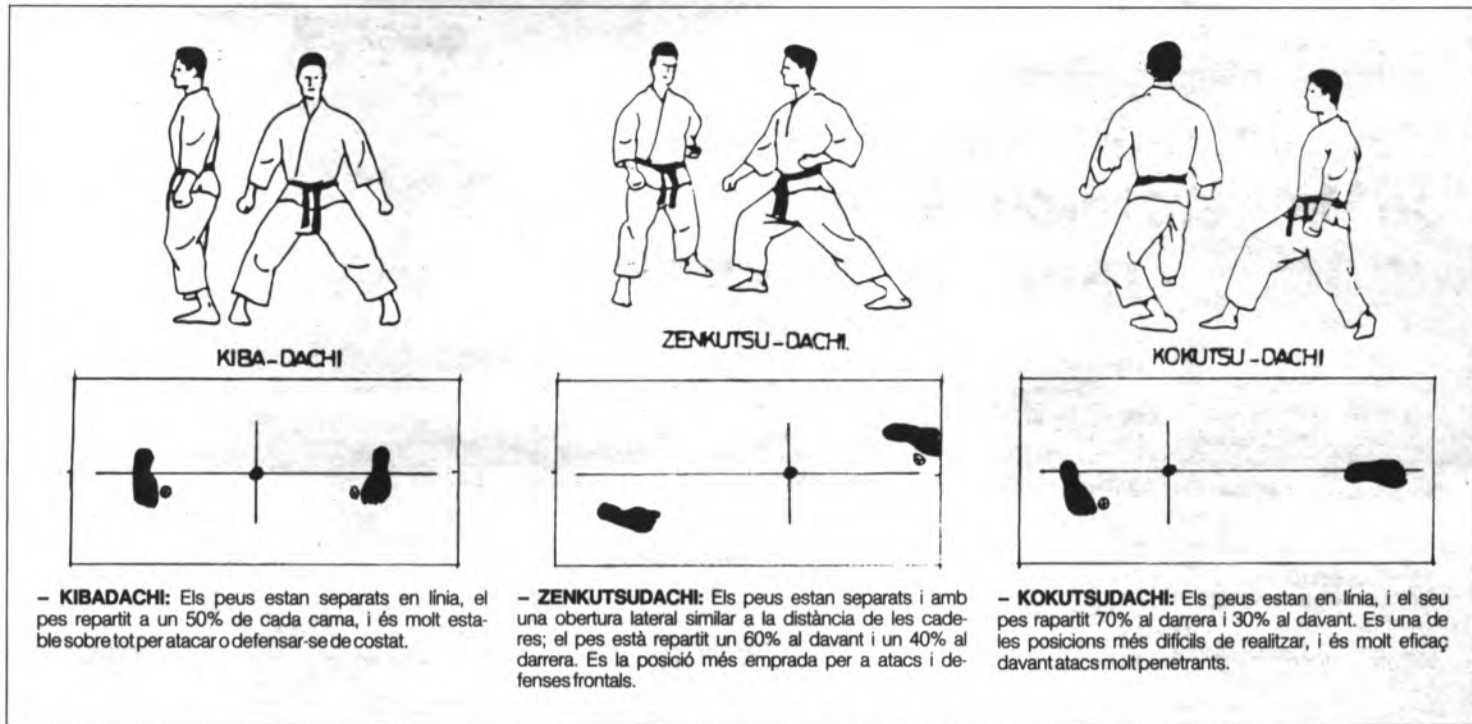 KIBA-DACHI
ZENKUTSU-DACHI.
KOKUTSU-DACHI
– KIBADACHI: Els peus estan separats en línia, el
pes repartit a un 50% de cada cama, i és molt esta-
ble sobre tot per atacar o defensar-se de costat.
– ZENKUTSUDACHI: Els peus estan separats i amb
una obertura lateral similar a la distància de les cade-
res; el pes està repartit un 60% al davant i un 40% al
darrera. Es la posició més emprada per a atacs i de-
fenses frontals.
– KOKUTSUDACHI: Els peus estan en línia, i el seu
pes rapartit 70% al darrera i 30% al davant. Es una de
les posicions més difícils de realitzar, i és molt eficaç
davant atacs molt penetrants.